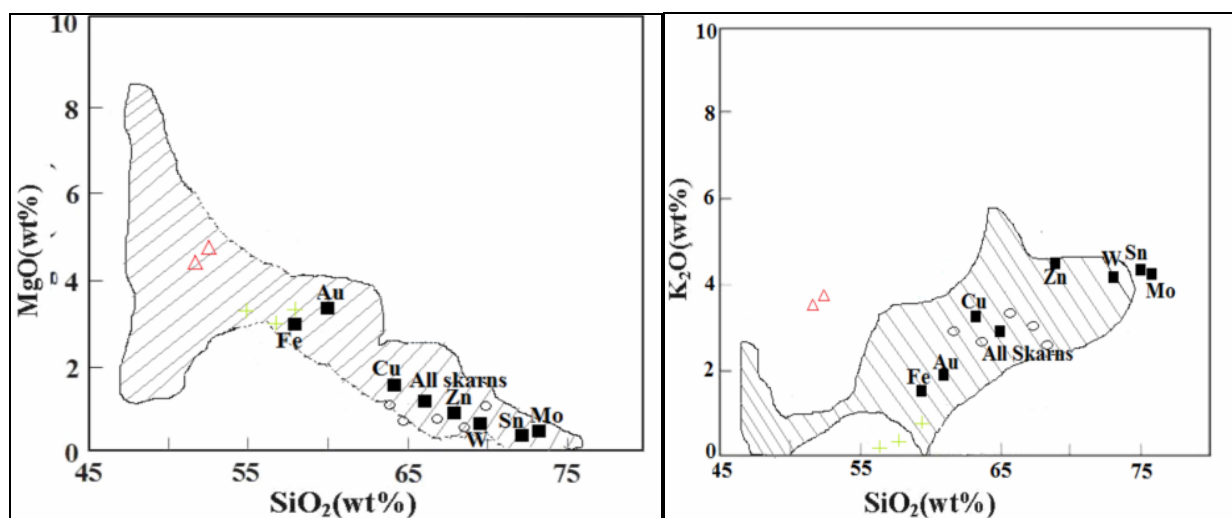 10
8
6
4
2
0
MgO(wt%)
Au
Fe
Cu
All skarns
Zn
W
Sn
Mo
45
55
65
75
SiO₂(wt%)
10
8
6
4
2
0
K₂O(wt%)
Zn
W
Sn
Mo
Cu
All Skarns
Au
Fe
45
55
65
75
SiO₂(wt%)